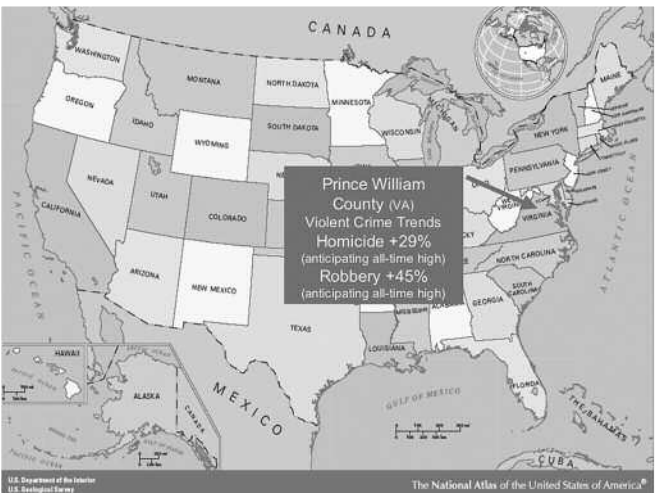 CANADA
WASHINGTON
MONTANA
NORTH DAKOTA
MINNESOTA
MAINE
OREGON
IDAHO
SOUTH DAKOTA
WISCONSIN
MICHIGAN
NEW YORK
WYOMING
PENNSYLVANIA
NEVADA
UTAH
COLORADO
CALIFORNIA
VIRGINIA
NORTH CAROLINA
ARIZONA
NEW MEXICO
SOUTH
CAROLINA
GEORGIA
TEXAS
LOUISIANA
FLORIDA
Prince William
County (VA)
Violent Crime Trends
Homicide +29%
(anticipating all-time high)
Robbery +45%
(anticipating all-time high)
PACIFIC OCEAN
ATLANTIC OCEAN
HAWAII
ALASKA
CANADA
MEXICO
GULF OF MEXICO
THE BAHAMAS
CUBA
U.S. Department of the Interior
U.S. Geological Survey
The National Atlas of the United States of America®